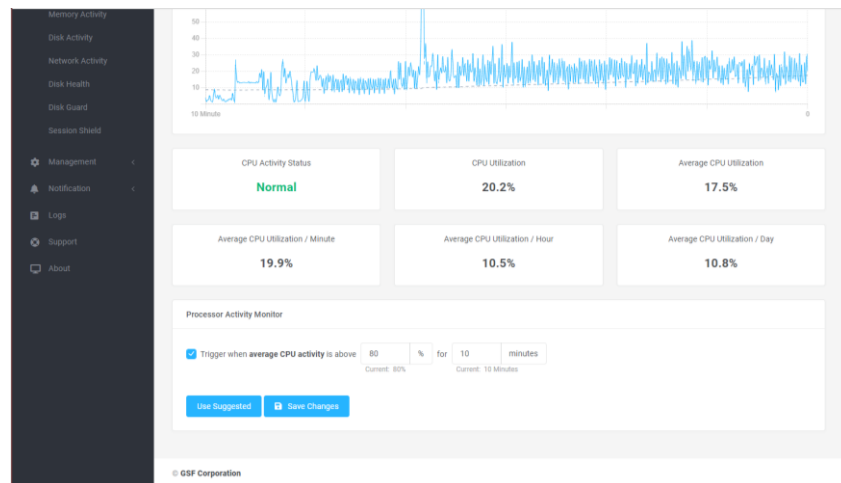 Memory Activity
Disk Activity
Network Activity
Disk Health
Disk Guard
Session Shield
Management
Notification
Logs
Support
About
50
40
30
20
10
10 Minute 0
CPU Activity Status
Normal
CPU Utilization
20.2%
Average CPU Utilization
17.5%
Average CPU Utilization / Minute
19.9%
Average CPU Utilization / Hour
10.5%
Average CPU Utilization / Day
10.8%
Processor Activity Monitor
Trigger when average CPU activity is above 80 % for 10 minutes
Current: 80% Current: 10 Minutes
Use Suggested Save Changes
© GSF Corporation